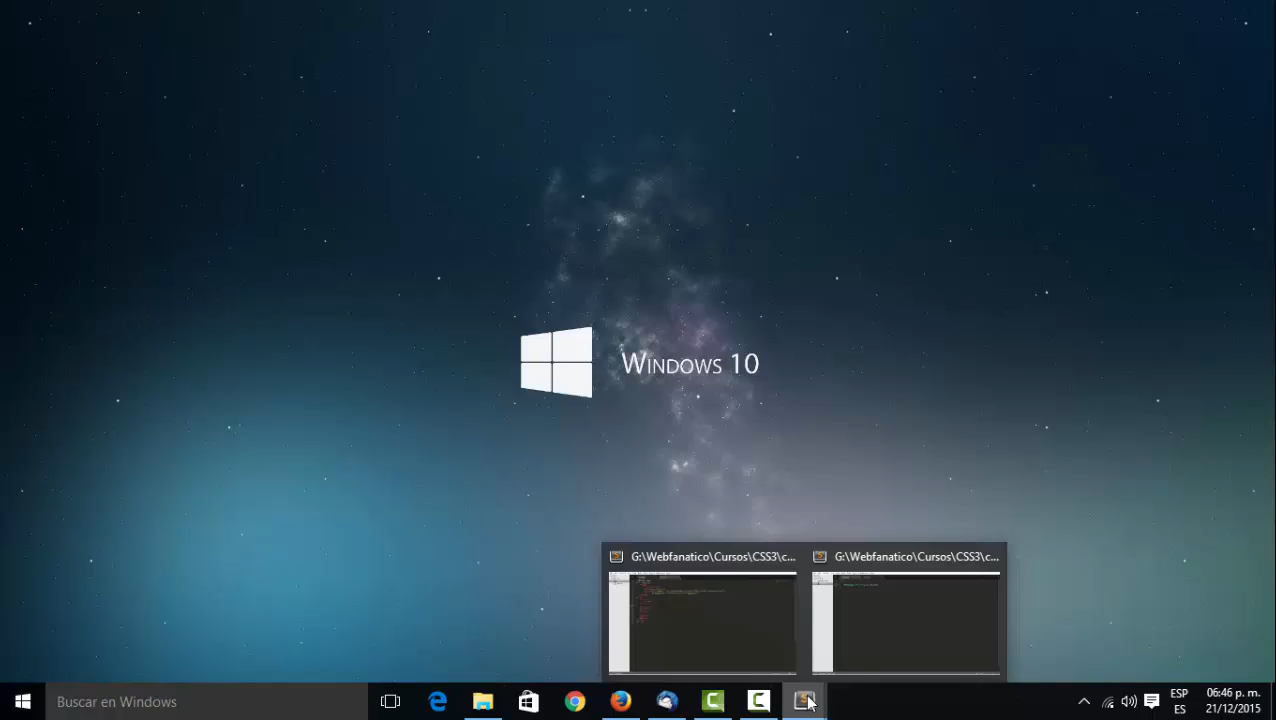 WINDOWS 10
G:\Webfanatico\Cursos\CSS3\c...
G:\Webfanatico\Cursos\CSS3\c...
Buscar en Windows
ESP
ES
06:46 p. m.
21/12/2015